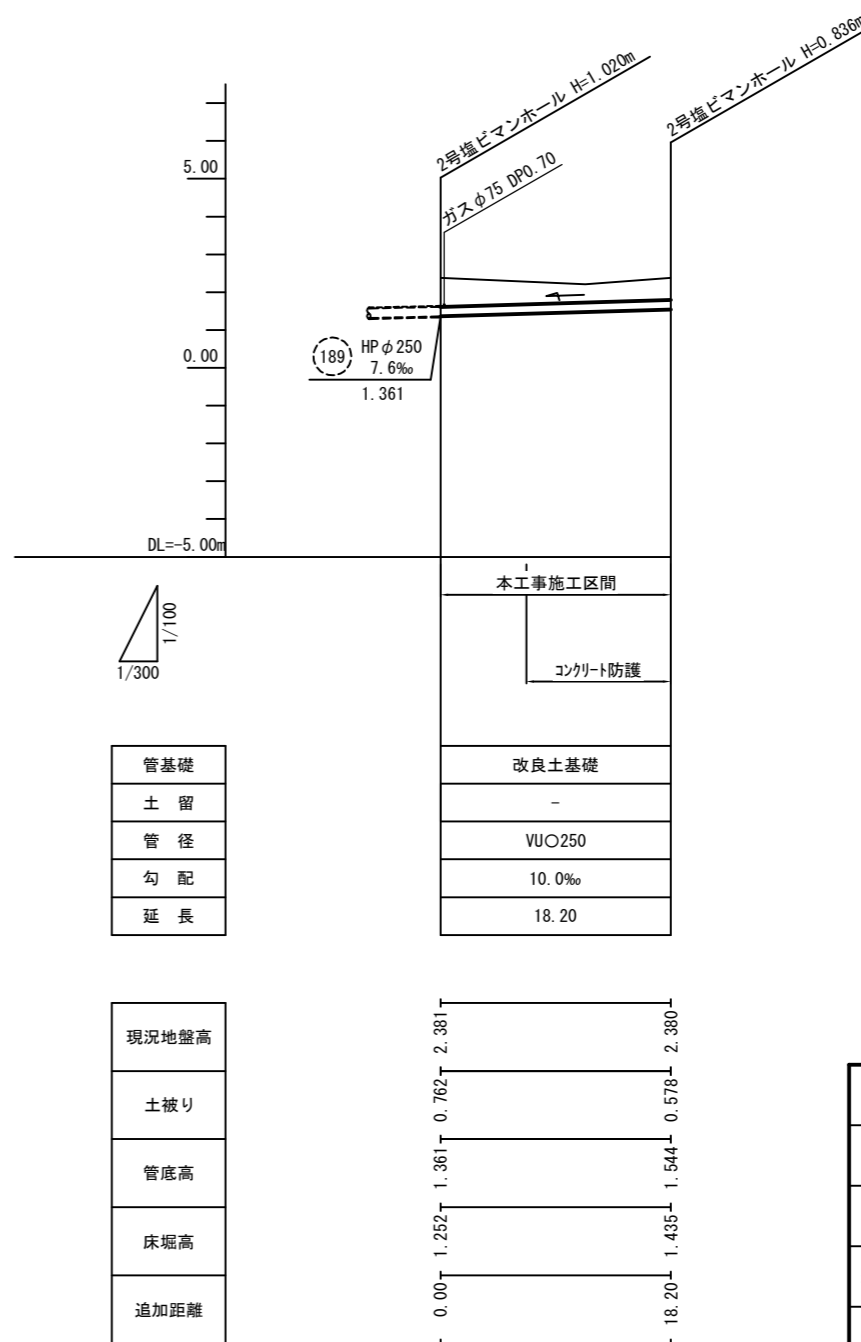 2号塩ビマンホール H=1.020m
2号塩ビマンホール H=0.836m
ガスφ75 DP0.70
5.00
0.00
189
HPφ250
7.6‰
1.361
DL=-5.00m
本工事施工区間
コンクリート防護
1/100
1/300
管基礎 改良土基礎
土 留 -
管 径 VU○250
勾 配 10.0‰
延 長 18.20
現況地盤高 2.381 2.380
土被り 0.762 0.578
管底高 1.361 1.544
床堀高 1.252 1.435
追加距離 0.00 18.20